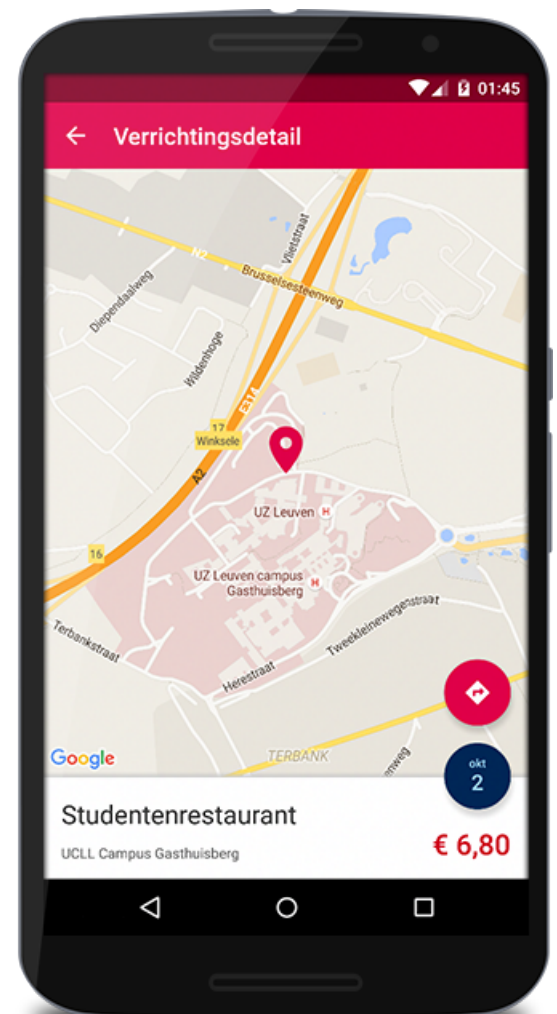 01:45
Verrichtingsdetail
N2
Vlietstraat
Brusselsesteenweg
Diependaalweg
Wildenhoge
E314
17
Winksele
A2
UZ Leuven H
16
UZ Leuven campus
Gasthuisberg H
Terbankstraat
Tweekleinewegenstraat
Herestraat
Google
TERBANK
okt
2
Studentenrestaurant
UCLL Campus Gasthuisberg
€ 6,80